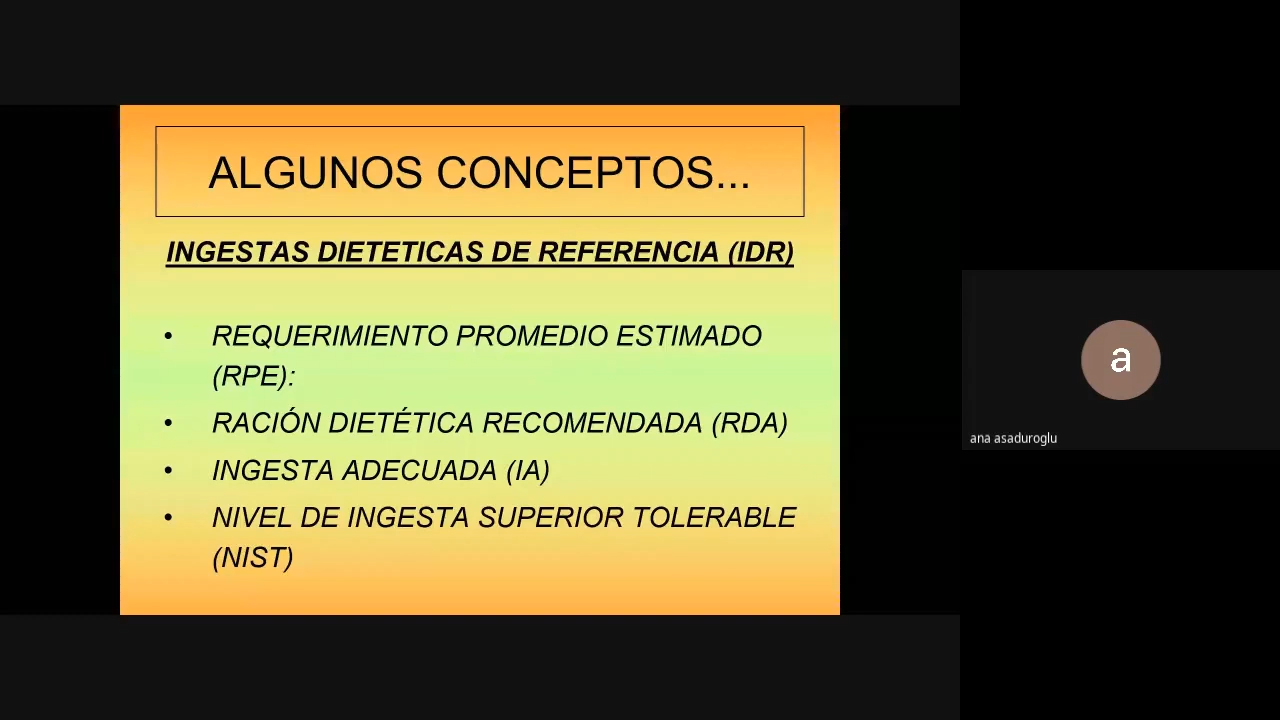 ALGUNOS CONCEPTOS...
INGESTAS DIETETICAS DE REFERENCIA (IDR)
• REQUERIMIENTO PROMEDIO ESTIMADO
(RPE):
• RACIÓN DIETÉTICA RECOMENDADA (RDA)
• INGESTA ADECUADA (IA)
• NIVEL DE INGESTA SUPERIOR TOLERABLE
(NIST)
a
ana asaduroglu